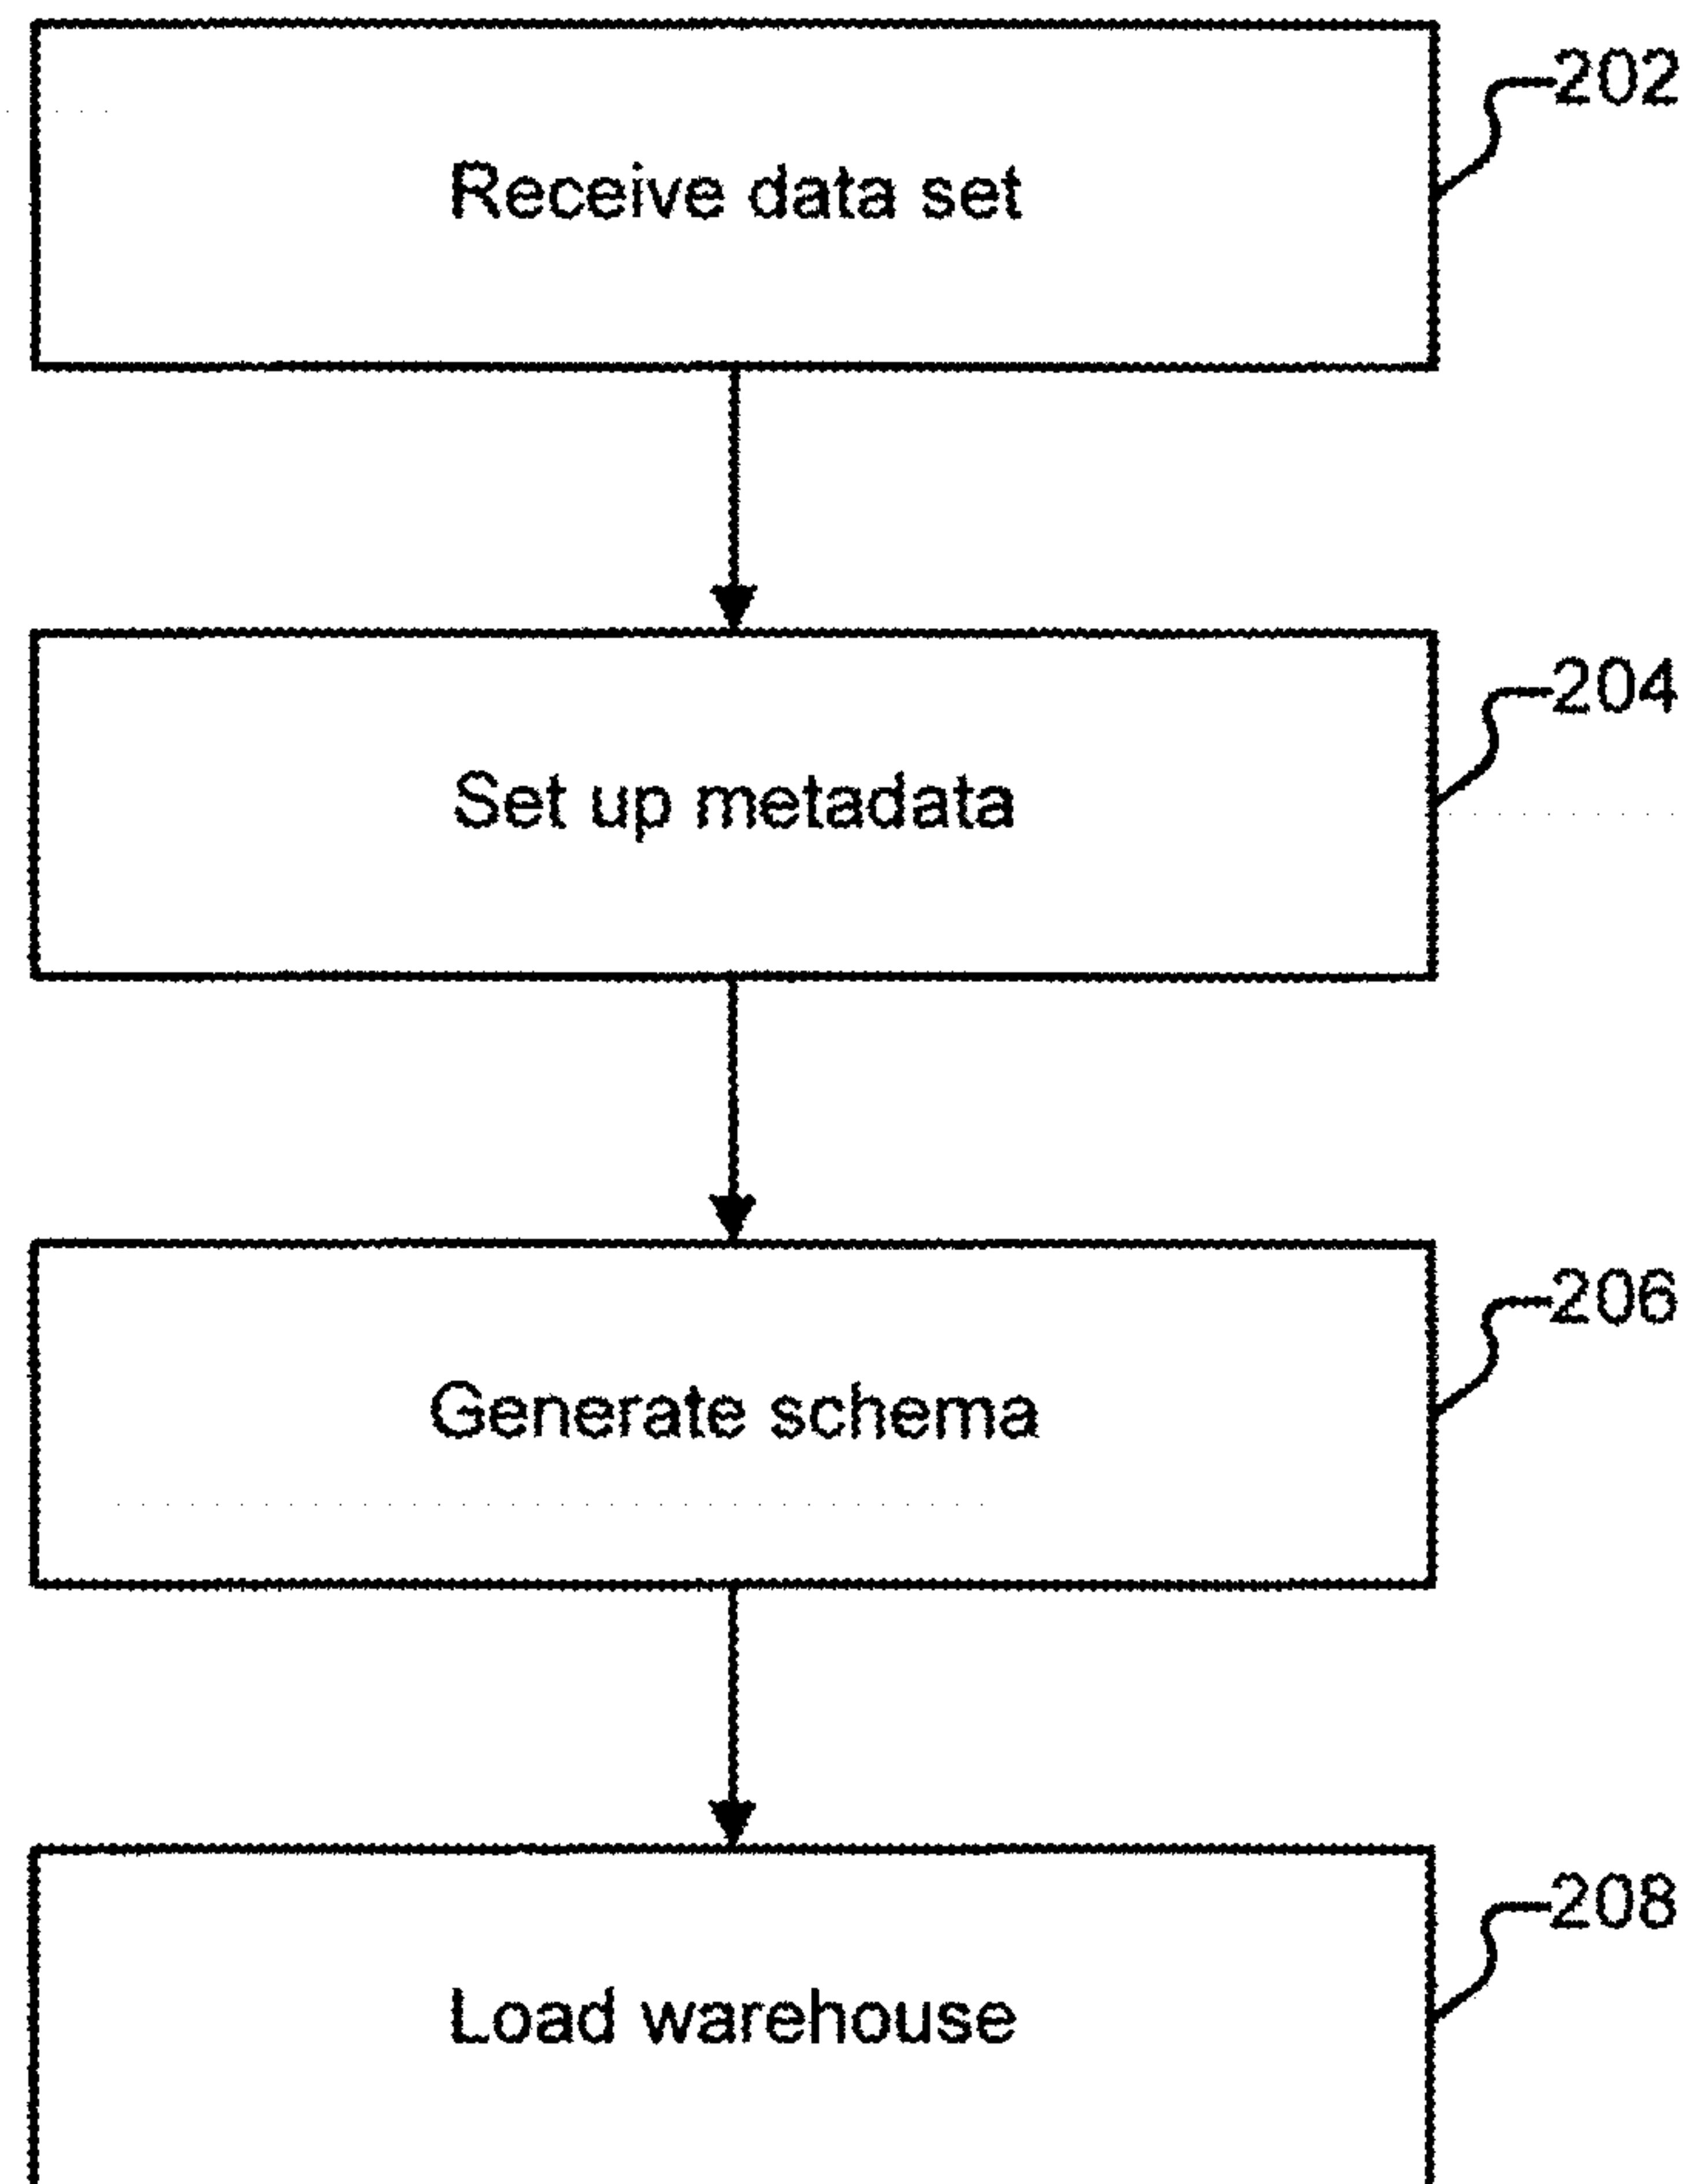 202
Receive data set
204
Set up metadata
206
Generate schema
208
Load warehouse